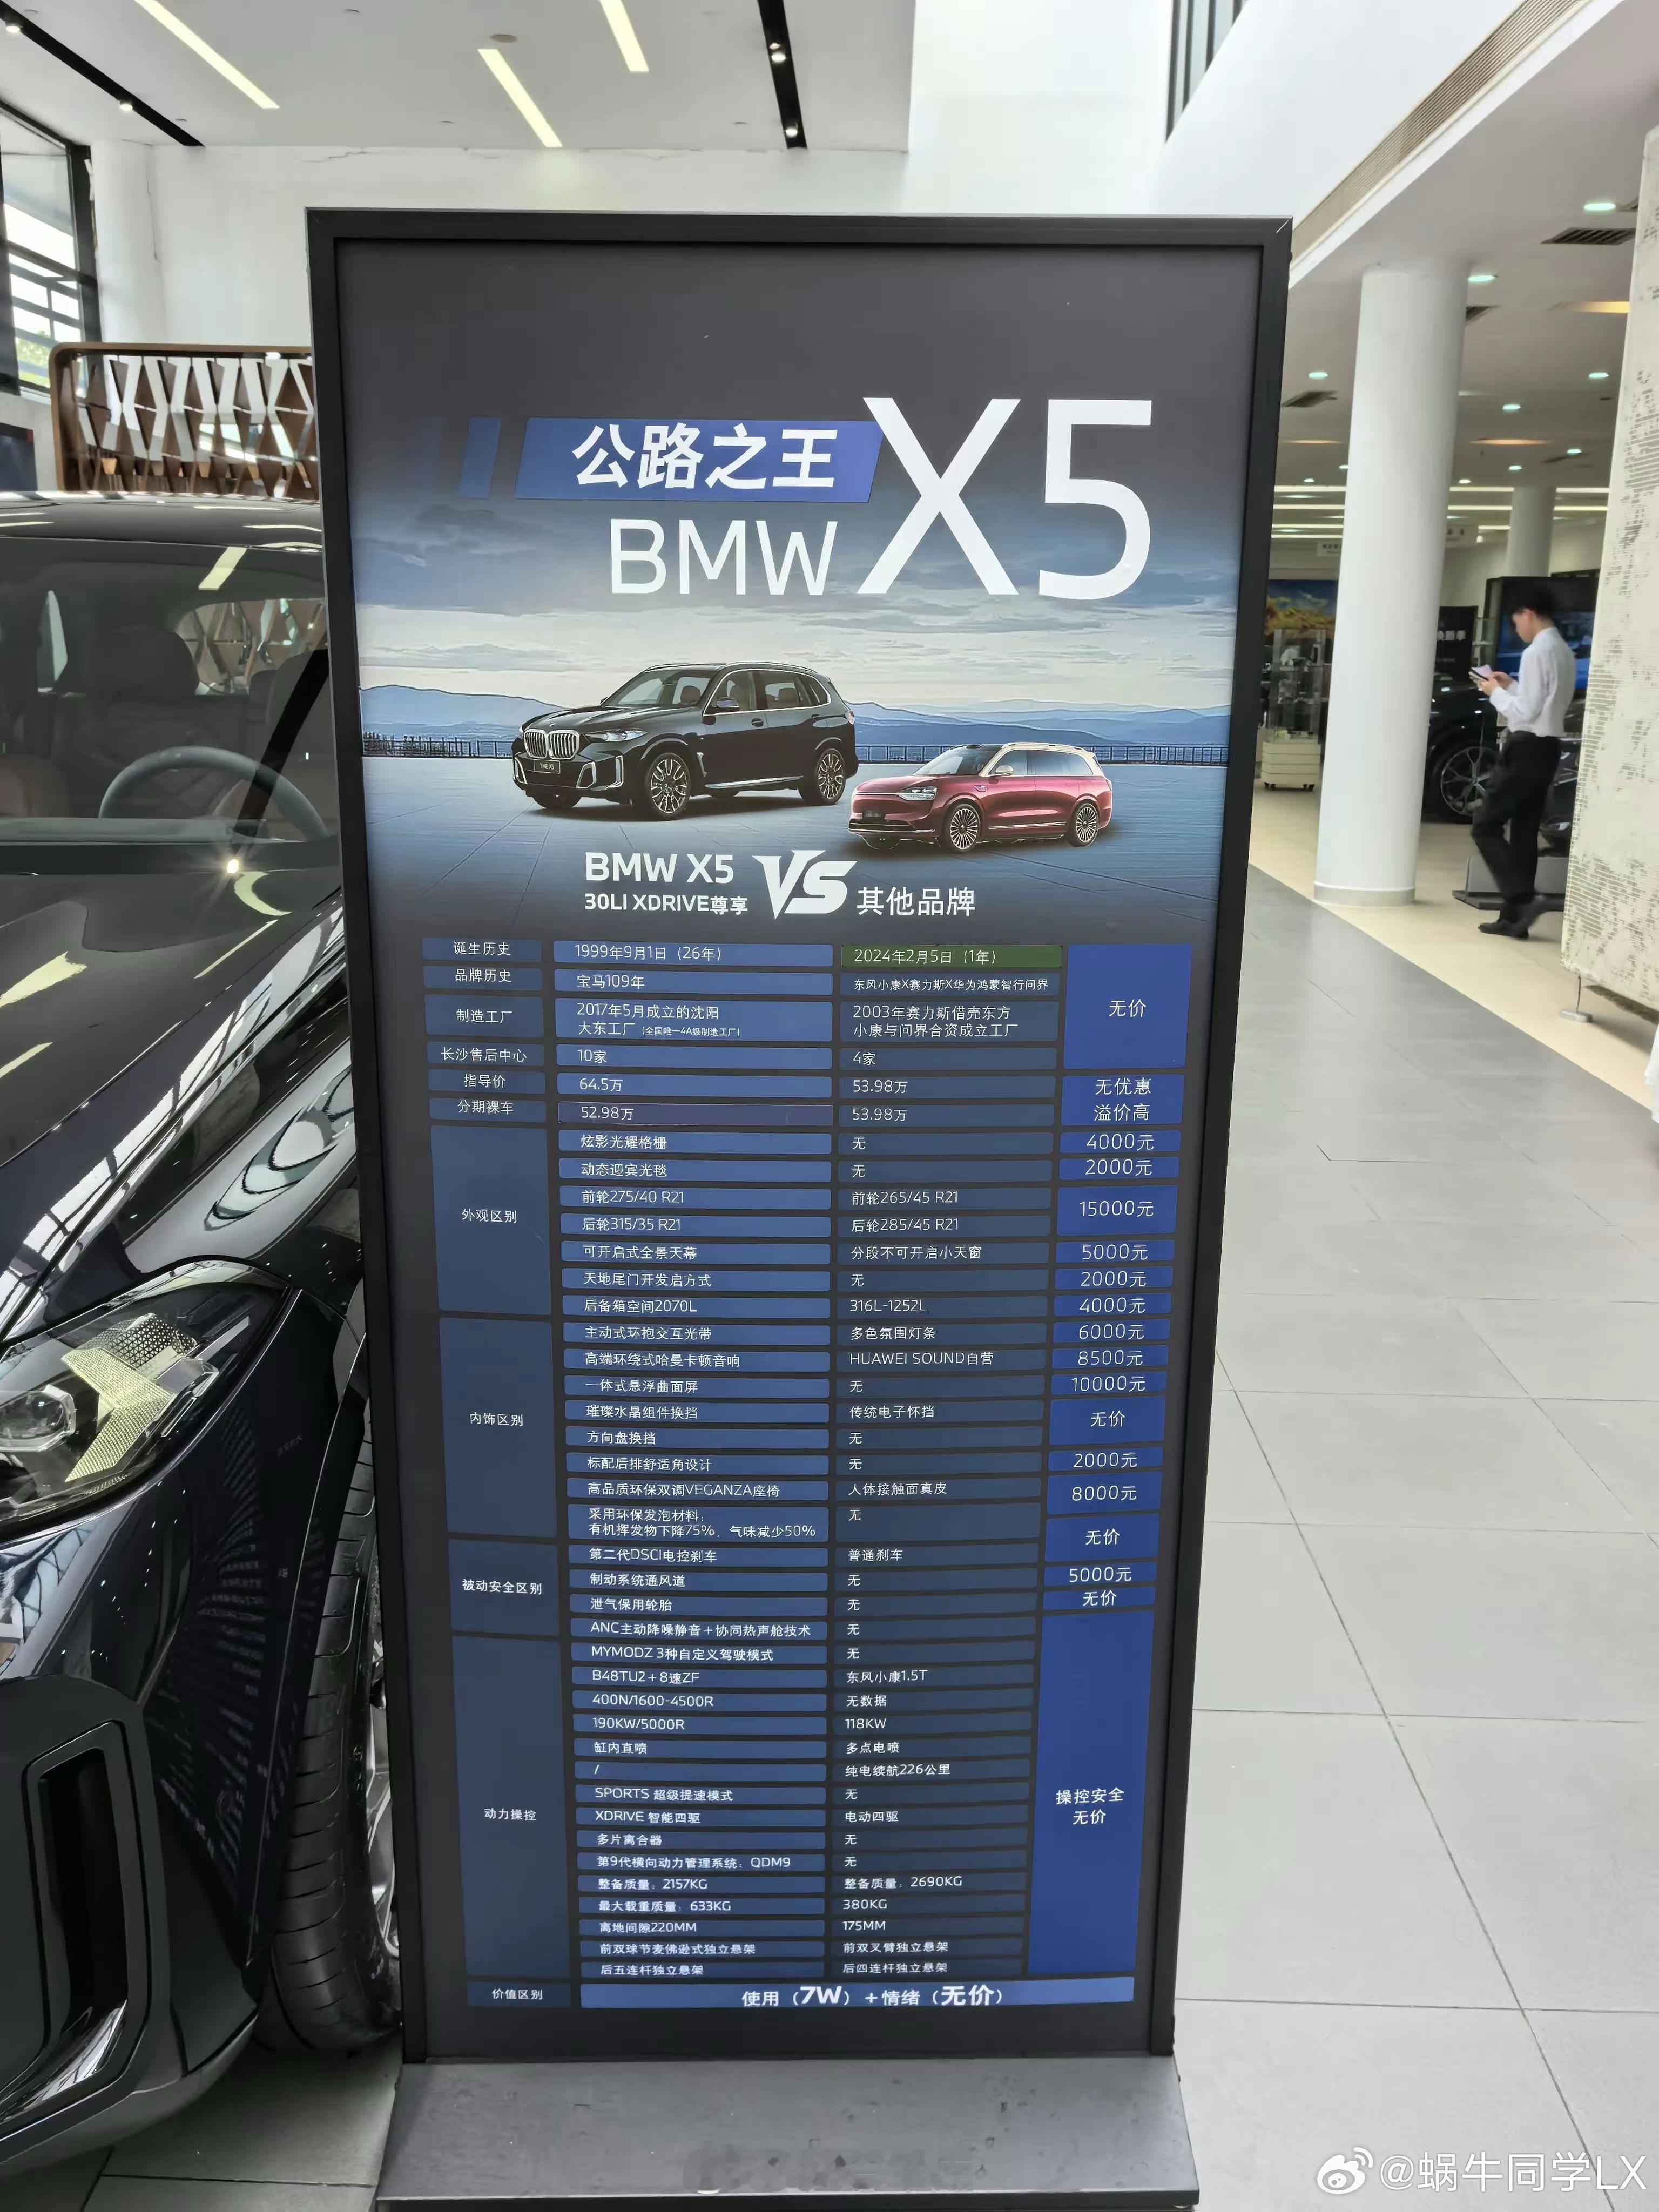 公路之王
BMW X5
THE X5
BMW X5 VS 其他品牌
30LI XDRIVE尊享
诞生历史 1999年9月1日（26年） 2024年2月5日（1年） 无价
品牌历史 宝马109年 东风小康X赛力斯X华为鸿蒙智行问界
制造工厂 2017年5月成立的沈阳 2003年赛力斯借壳东方
大东工厂（全国唯一4A级制造工厂） 小康与问界合资成立工厂
长沙售后中心 10家 4家
指导价 64.5万 53.98万 无优惠
分期裸车 52.98万 53.98万 溢价高
外观区别
炫影光耀格栅 无 4000元
动态迎宾光毯 无 2000元
前轮275/40 R21 前轮265/45 R21 15000元
后轮315/35 R21 后轮285/45 R21
可开启式全景天幕 分段不可开启小天窗 5000元
天地尾门开发启方式 无 2000元
后备箱空间2070L 316L-1252L 4000元
内饰区别
主动式环抱交互光带 多色氛围灯条 6000元
高端环绕式哈曼卡顿音响 HUAWEI SOUND自营 8500元
一体式悬浮曲面屏 无 10000元
璀璨水晶组件换挡 传统电子怀挡 无价
方向盘换挡 无
标配后排舒适角设计 无 2000元
高品质环保双调VEGANZA座椅 人体接触面真皮 8000元
采用环保发泡材料： 无
有机挥发物下降75%，气味减少50% 无价
被动安全区别
第二代DSCI电控刹车 普通刹车
制动系统通风道 无 5000元
泄气保用轮胎 无 无价
ANC主动降噪静音＋协同热声舱技术 无
动力操控
MYMODZ 3种自定义驾驶模式 无
B48TU2＋8速ZF 东风小康1.5T
400N/1600-4500R 无数据
190KW/5000R 118KW
缸内直喷 多点电喷
/ 纯电续航226公里
SPORTS 超级提速模式 无 操控安全
XDRIVE 智能四驱 电动四驱 无价
多片离合器 无
第9代横向动力管理系统：QDM9 无
整备质量：2157KG 整备质量：2690KG
最大载重质量：633KG 380KG
离地间隙220MM 175MM
前双球节麦佛逊式独立悬架 前双叉臂独立悬架
后五连杆独立悬架 后四连杆独立悬架
价值区别 使用（7W）＋情绪（无价）
@蜗牛同学LX